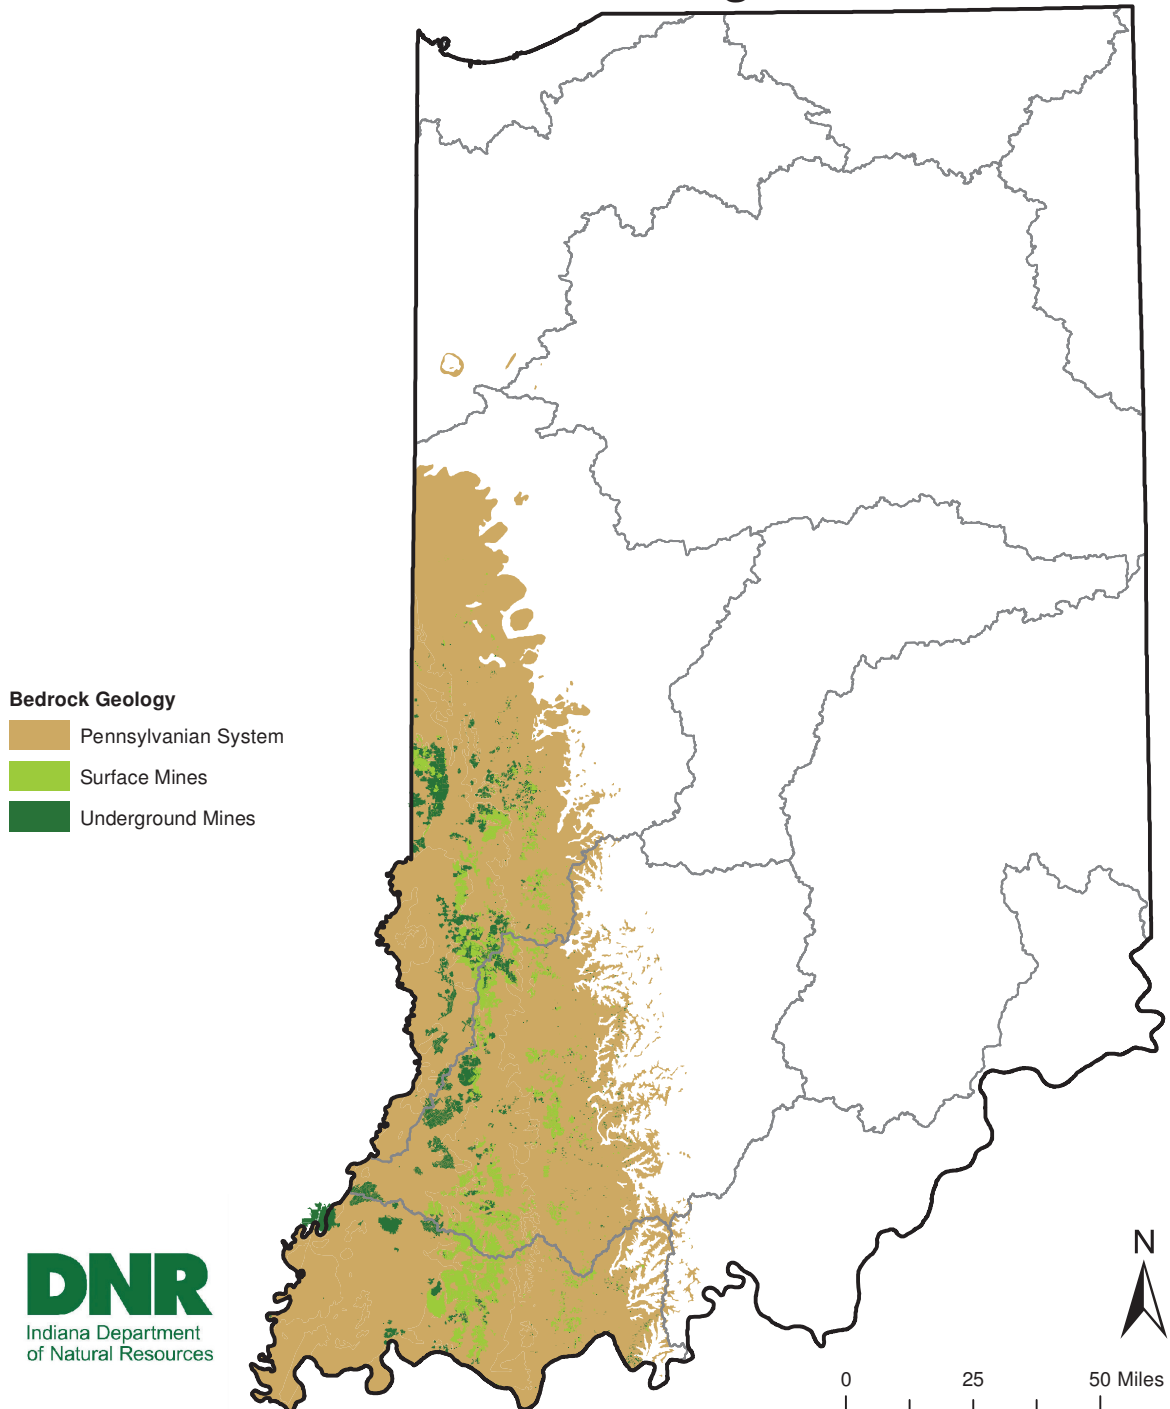 Bedrock Geology
Pennsylvanian System
Surface Mines
Underground Mines
DNR
Indiana Department
of Natural Resources
N
0 25 50 Miles